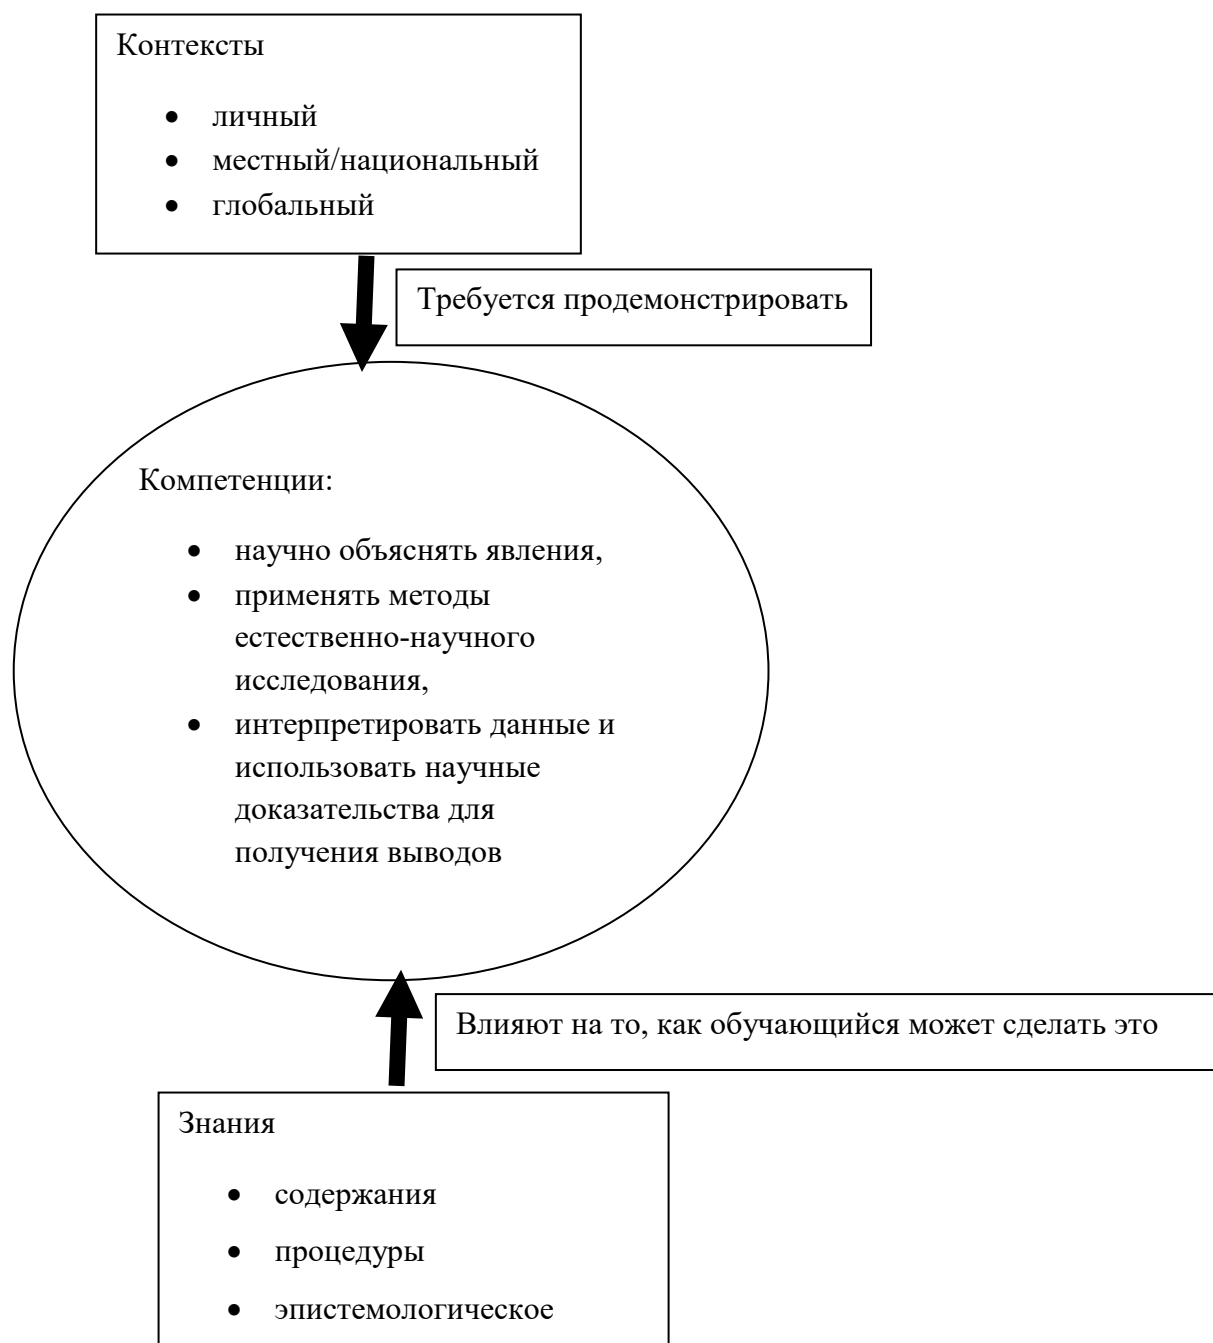 Контексты
• личный
• местный/национальный
• глобальный
Требуется продемонстрировать
Компетенции:
• научно объяснять явления,
• применять методы
естественно-научного
исследования,
• интерпретировать данные и
использовать научные
доказательства для
получения выводов
Влияют на то, как обучающийся может сделать это
Знания
• содержания
• процедуры
• эпистемологическое